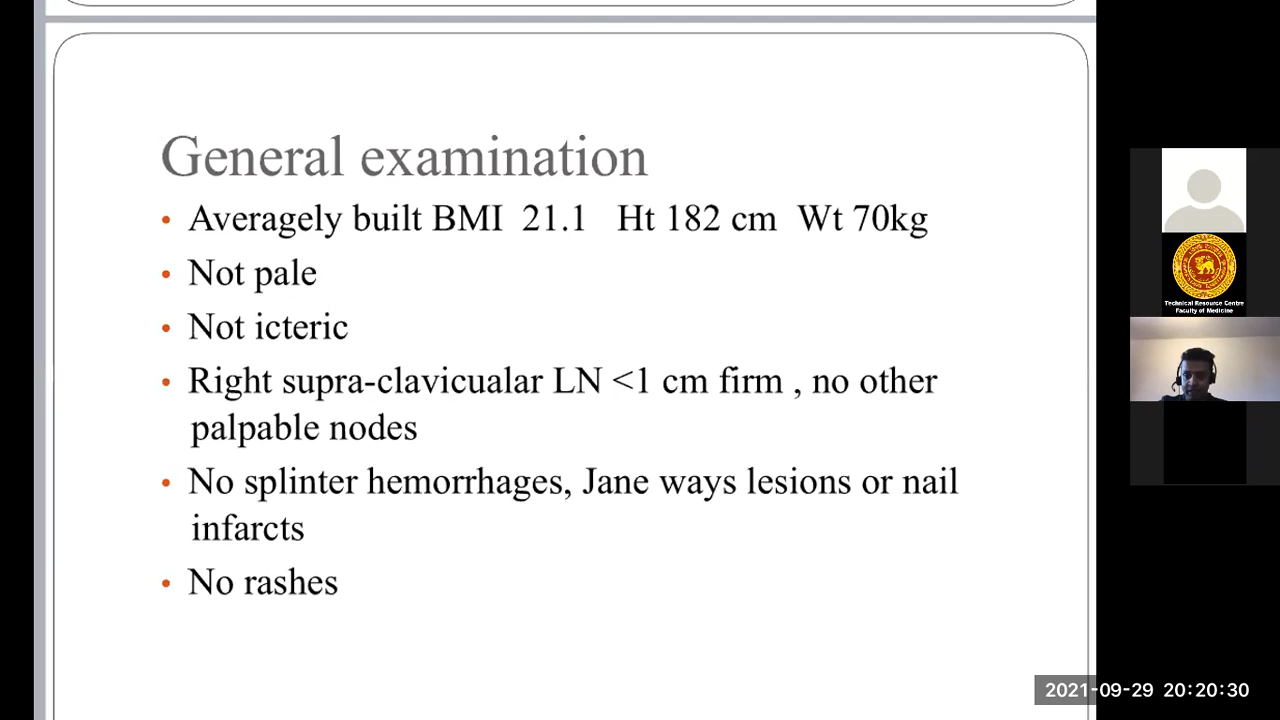 General examination
Averagely built BMI 21.1 Ht 182 cm Wt 70kg
Not pale
Not icteric
Right supra-clavicualar LN <1 cm firm , no other
palpable nodes
No splinter hemorrhages, Jane ways lesions or nail
infarcts
No rashes
Technical Resource Centre
Faculty of Medicine
2021-09-29 20:20:30